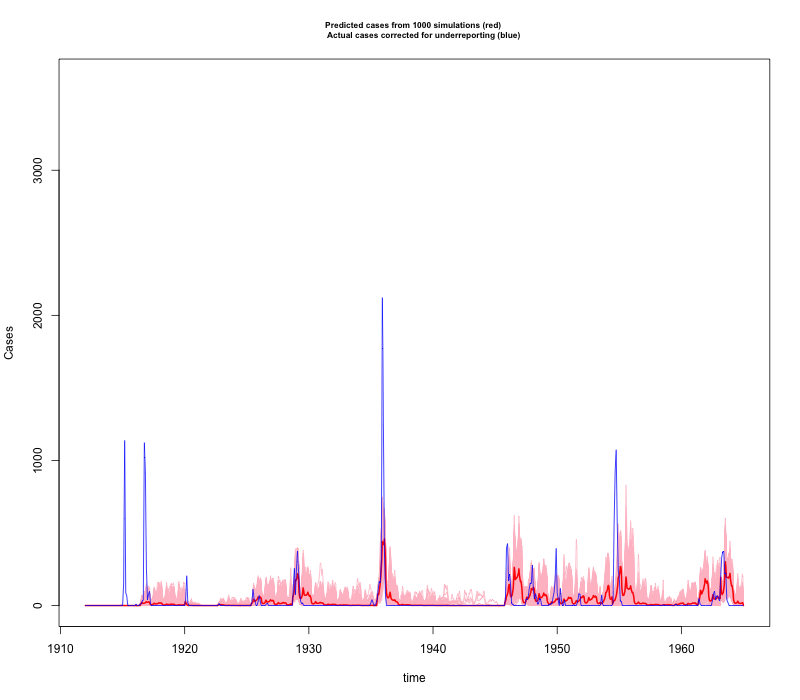 Predicted cases from 1000 simulations (red)
Actual cases corrected for underreporting (blue)
3000
2000
1000
0
Cases
1910 1920 1930 1940 1950 1960
time